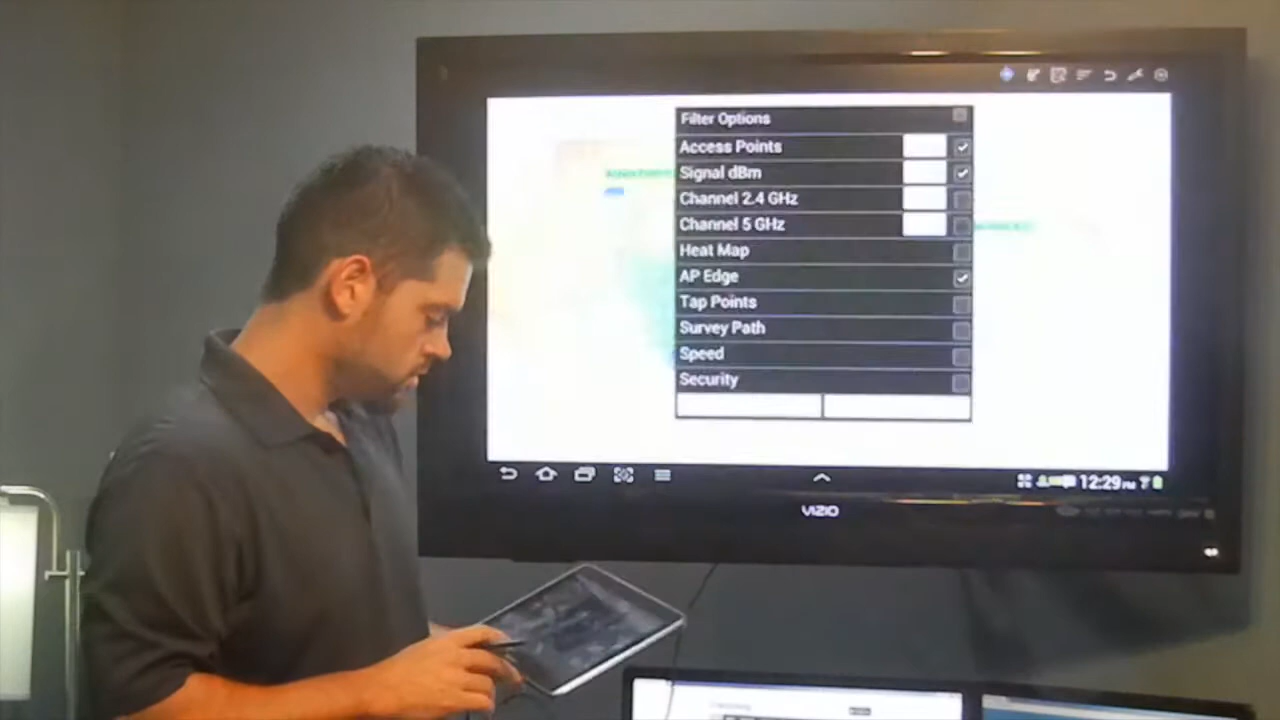 Filter Options
Access Points
Signal dBm
Channel 2.4 GHz
Channel 5 GHz
Heat Map
AP Edge
Tap Points
Survey Path
Speed
Security
12:29 PM
VIZIO